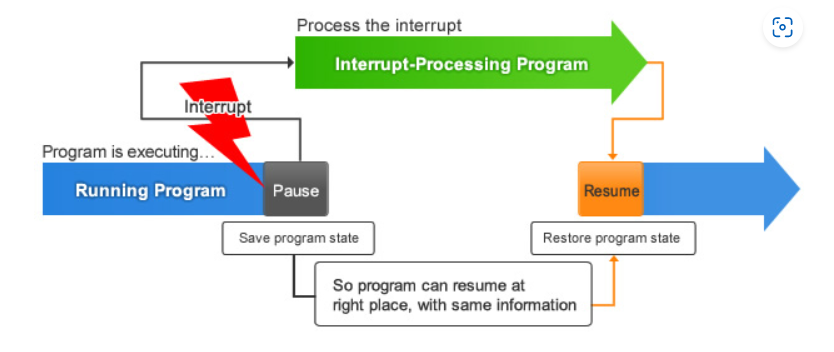 Process the interrupt
Interrupt-Processing Program
Interrupt
Program is executing...
Running Program
Pause
Resume
Save program state
Restore program state
So program can resume at
right place, with same information